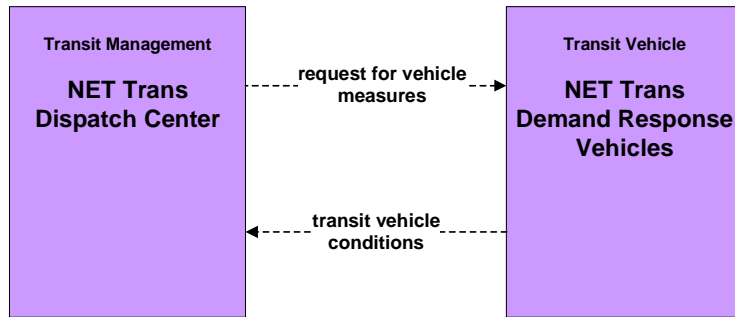 Transit Management
NET Trans
Dispatch Center
request for vehicle
measures
transit vehicle
conditions
Transit Vehicle
NET Trans
Demand Response
Vehicles